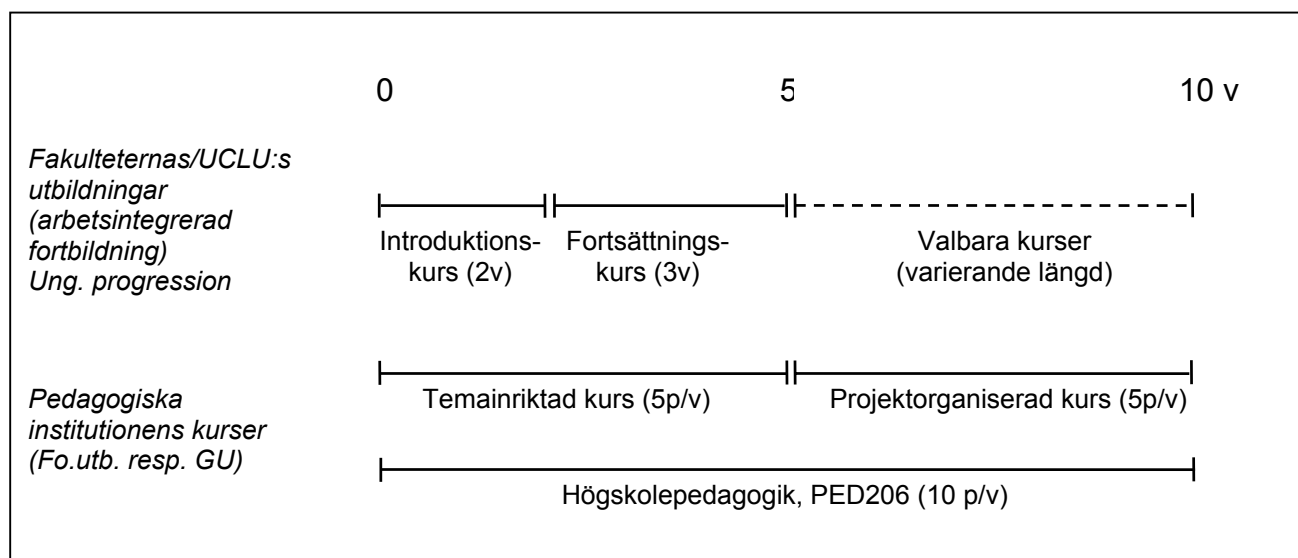 0 5 10 v
Fakulteternas/UCLU:s
utbildningar
(arbetsintegrerad
fortbildning)
Ung. progression
Introduktions-
kurs (2v)
Fortsättnings-
kurs (3v)
Valbara kurser
(varierande längd)
Pedagogiska
institutionens kurser
(Fo.utb. resp. GU)
Temainriktad kurs (5p/v)
Projektorganiserad kurs (5p/v)
Högskolepedagogik, PED206 (10 p/v)